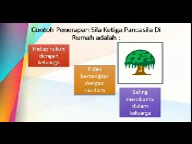 Contoh Penerapan Sila Ketiga Pancasila Di
Rumah adalah :
Hidup rukun
dengan
keluarga
Tidak
bertengkar
dengan
saudara
Saling
membantu
dalam
keluarga